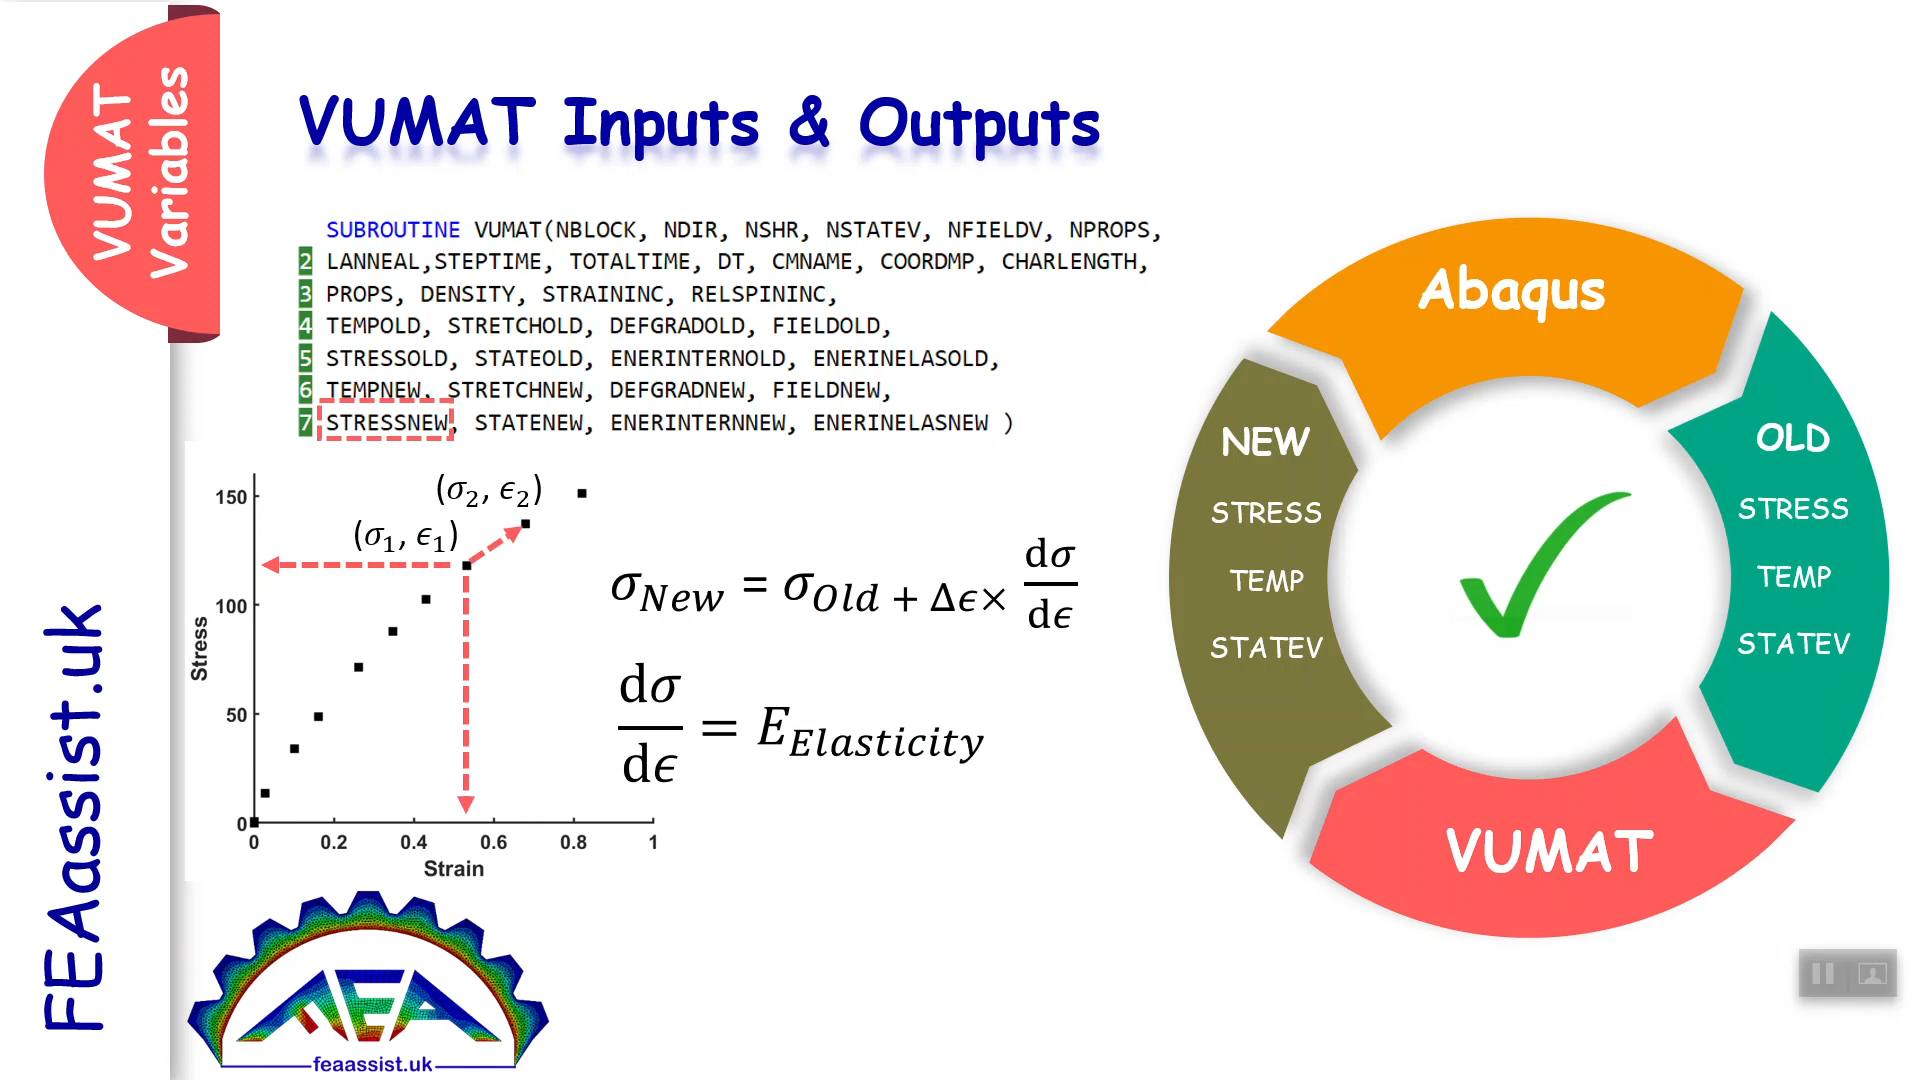 VUMAT
Variables
VUMAT Inputs & Outputs
SUBROUTINE VUMAT(NBLOCK, NDIR, NSHR, NSTATEV, NFIELDV, NPROPS,
2 LANNEAL,STEPTIME, TOTALTIME, DT, CMNAME, COORDMP, CHARLENGTH,
3 PROPS, DENSITY, STRAININC, RELSPININC,
4 TEMPOLD, STRETCHOLD, DEFGRADOLD, FIELDOLD,
5 STRESSOLD, STATEOLD, ENERINTERNOLD, ENERINELASOLD,
6 TEMPNEW, STRETCHNEW, DEFGRADNEW, FIELDNEW,
7 STRESSNEW, STATENEW, ENERINTERNNEW, ENERINELASNEW )
150
100
50
0
Stress
(σ₂, ϵ₂)
(σ₁, ϵ₁)
0 0.2 0.4 0.6 0.8 1
Strain
σ_New = σ_Old + Δϵ× dσ/dϵ
dσ/dϵ = E_Elasticity
Abaqus
OLD
STRESS
TEMP
STATEV
VUMAT
NEW
STRESS
TEMP
STATEV
FEAassist.uk
FEA
feaassist.uk